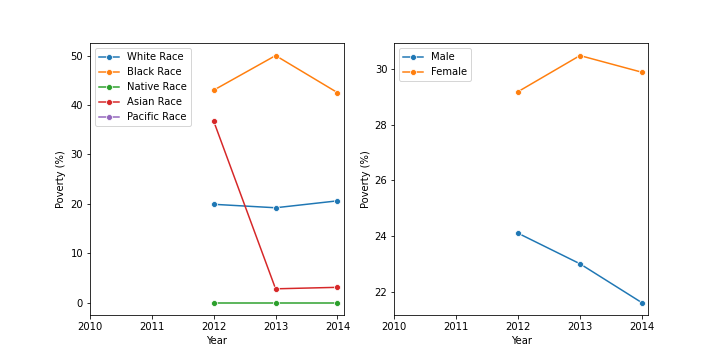 White Race
Black Race
Native Race
Asian Race
Pacific Race
50
40
30
20
10
0
Poverty (%)
2010 2011 2012 2013 2014
Year
Male
Female
30
28
26
24
22
Poverty (%)
2010 2011 2012 2013 2014
Year